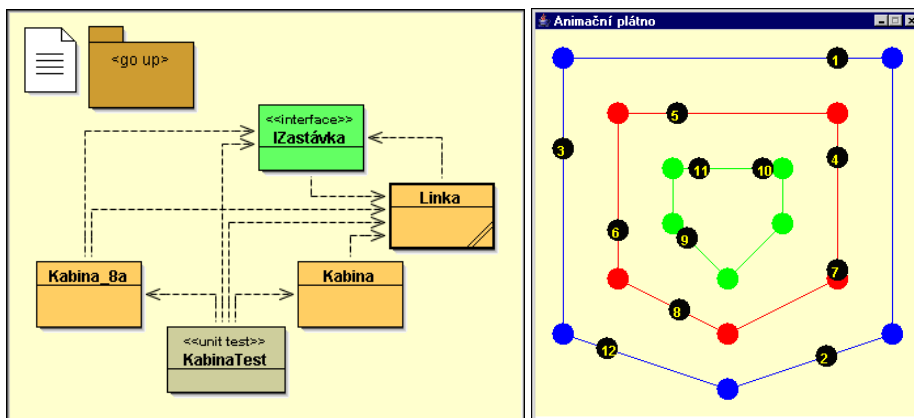 <go up>
<<interface>>
IZastávka
Linka
Kabina_8a
Kabina
<<unit test>>
KabinaTest
Animační plátno
1
5
3
4
11
10
6
9
7
8
12
2